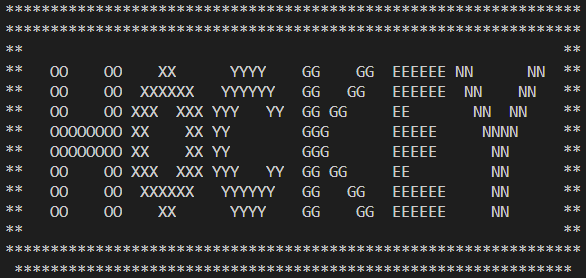 ****************************************************************
****************************************************************
**                                                            **
**   OO    OO    XX      YYYY    GG    GG  EEEEEE NN      NN  **
**   OO    OO  XXXXXX   YYYYYY   GG   GG   EEEEEE  NN    NN   **
**   OO    OO XXX  XXX YYY   YY  GG GG     EE       NN  NN    **
**   OOOOOOOO XX    XX YY        GGG       EEEEE     NNNN     **
**   OOOOOOOO XX    XX YY        GGG       EEEEE      NN      **
**   OO    OO XXX  XXX YYY   YY  GG GG     EE         NN      **
**   OO    OO  XXXXXX   YYYYYY   GG   GG   EEEEEE     NN      **
**   OO    OO    XX      YYYY    GG    GG  EEEEEE     NN      **
**                                                            **
****************************************************************
 **************************************************************